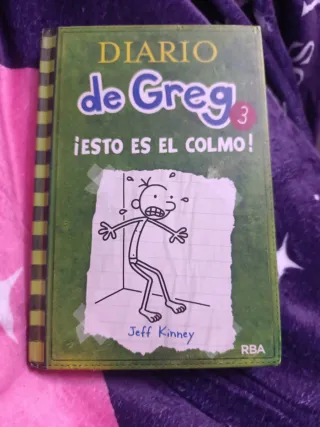 DIARIO
de Greg
3
¡ESTO ES EL COLMO!
Jeff Kinney
RBA